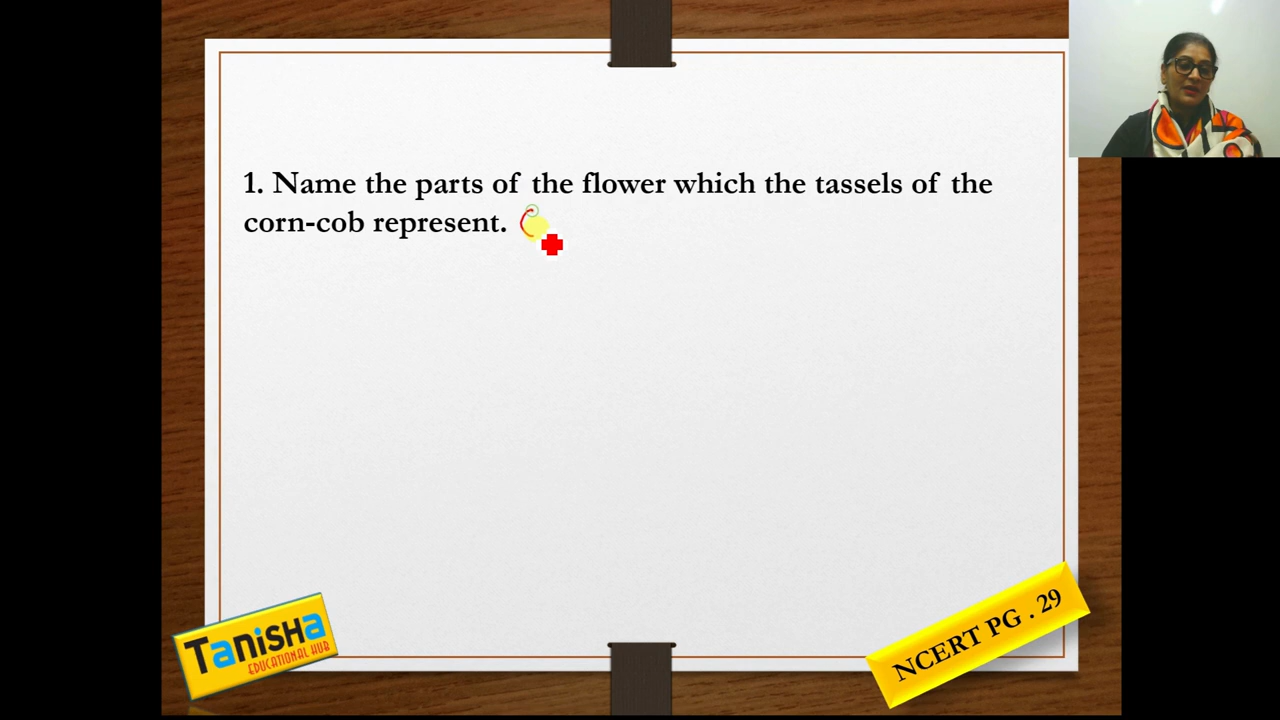 1. Name the parts of the flower which the tassels of the
corn-cob represent.
TanisHa
EDUCATIONAL HUB
NCERT PG . 29